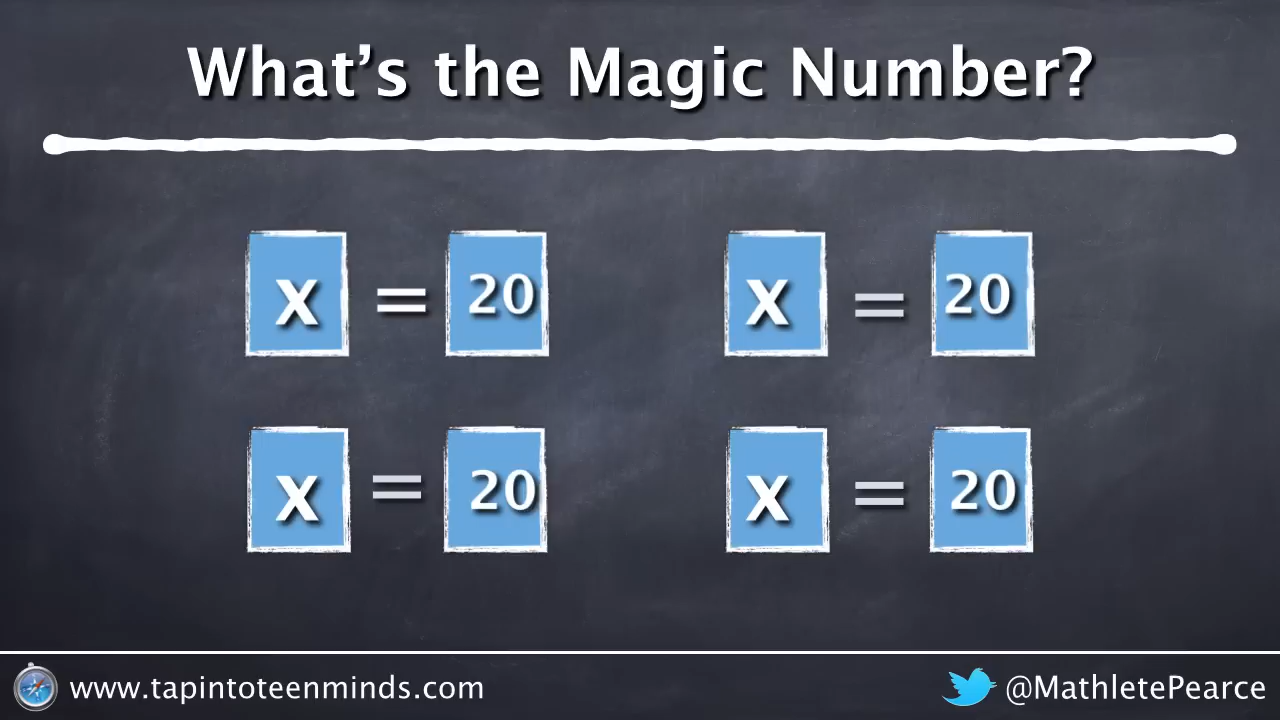 What’s the Magic Number?
x = 20
x = 20
x = 20
x = 20
www.tapintoteenminds.com
@MathletePearce